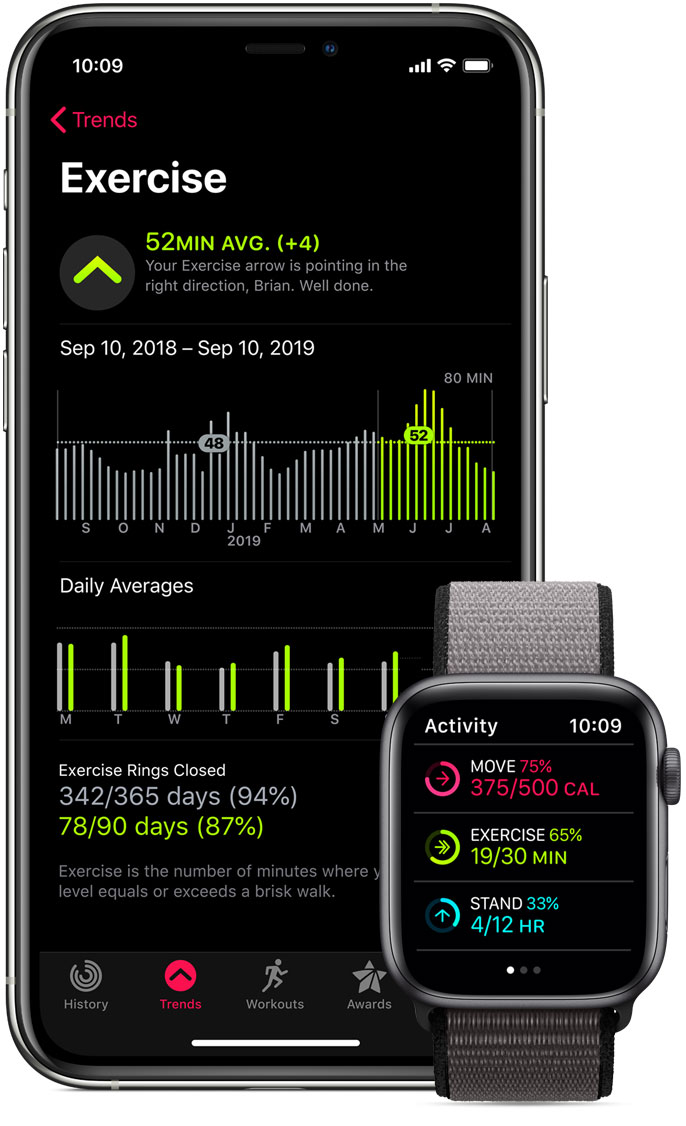 10:09
Trends
Exercise
52MIN AVG. (+4)
Your Exercise arrow is pointing in the
right direction, Brian. Well done.
Sep 10, 2018 – Sep 10, 2019
80 MIN
48
52
S O N D J F M A M J J A
2019
Daily Averages
M T W T F S
Exercise Rings Closed
342/365 days (94%)
78/90 days (87%)
Exercise is the number of minutes where
level equals or exceeds a brisk walk.
History Trends Workouts Awards
Activity 10:09
MOVE 75%
375/500 CAL
EXERCISE 65%
19/30 MIN
STAND 33%
4/12 HR